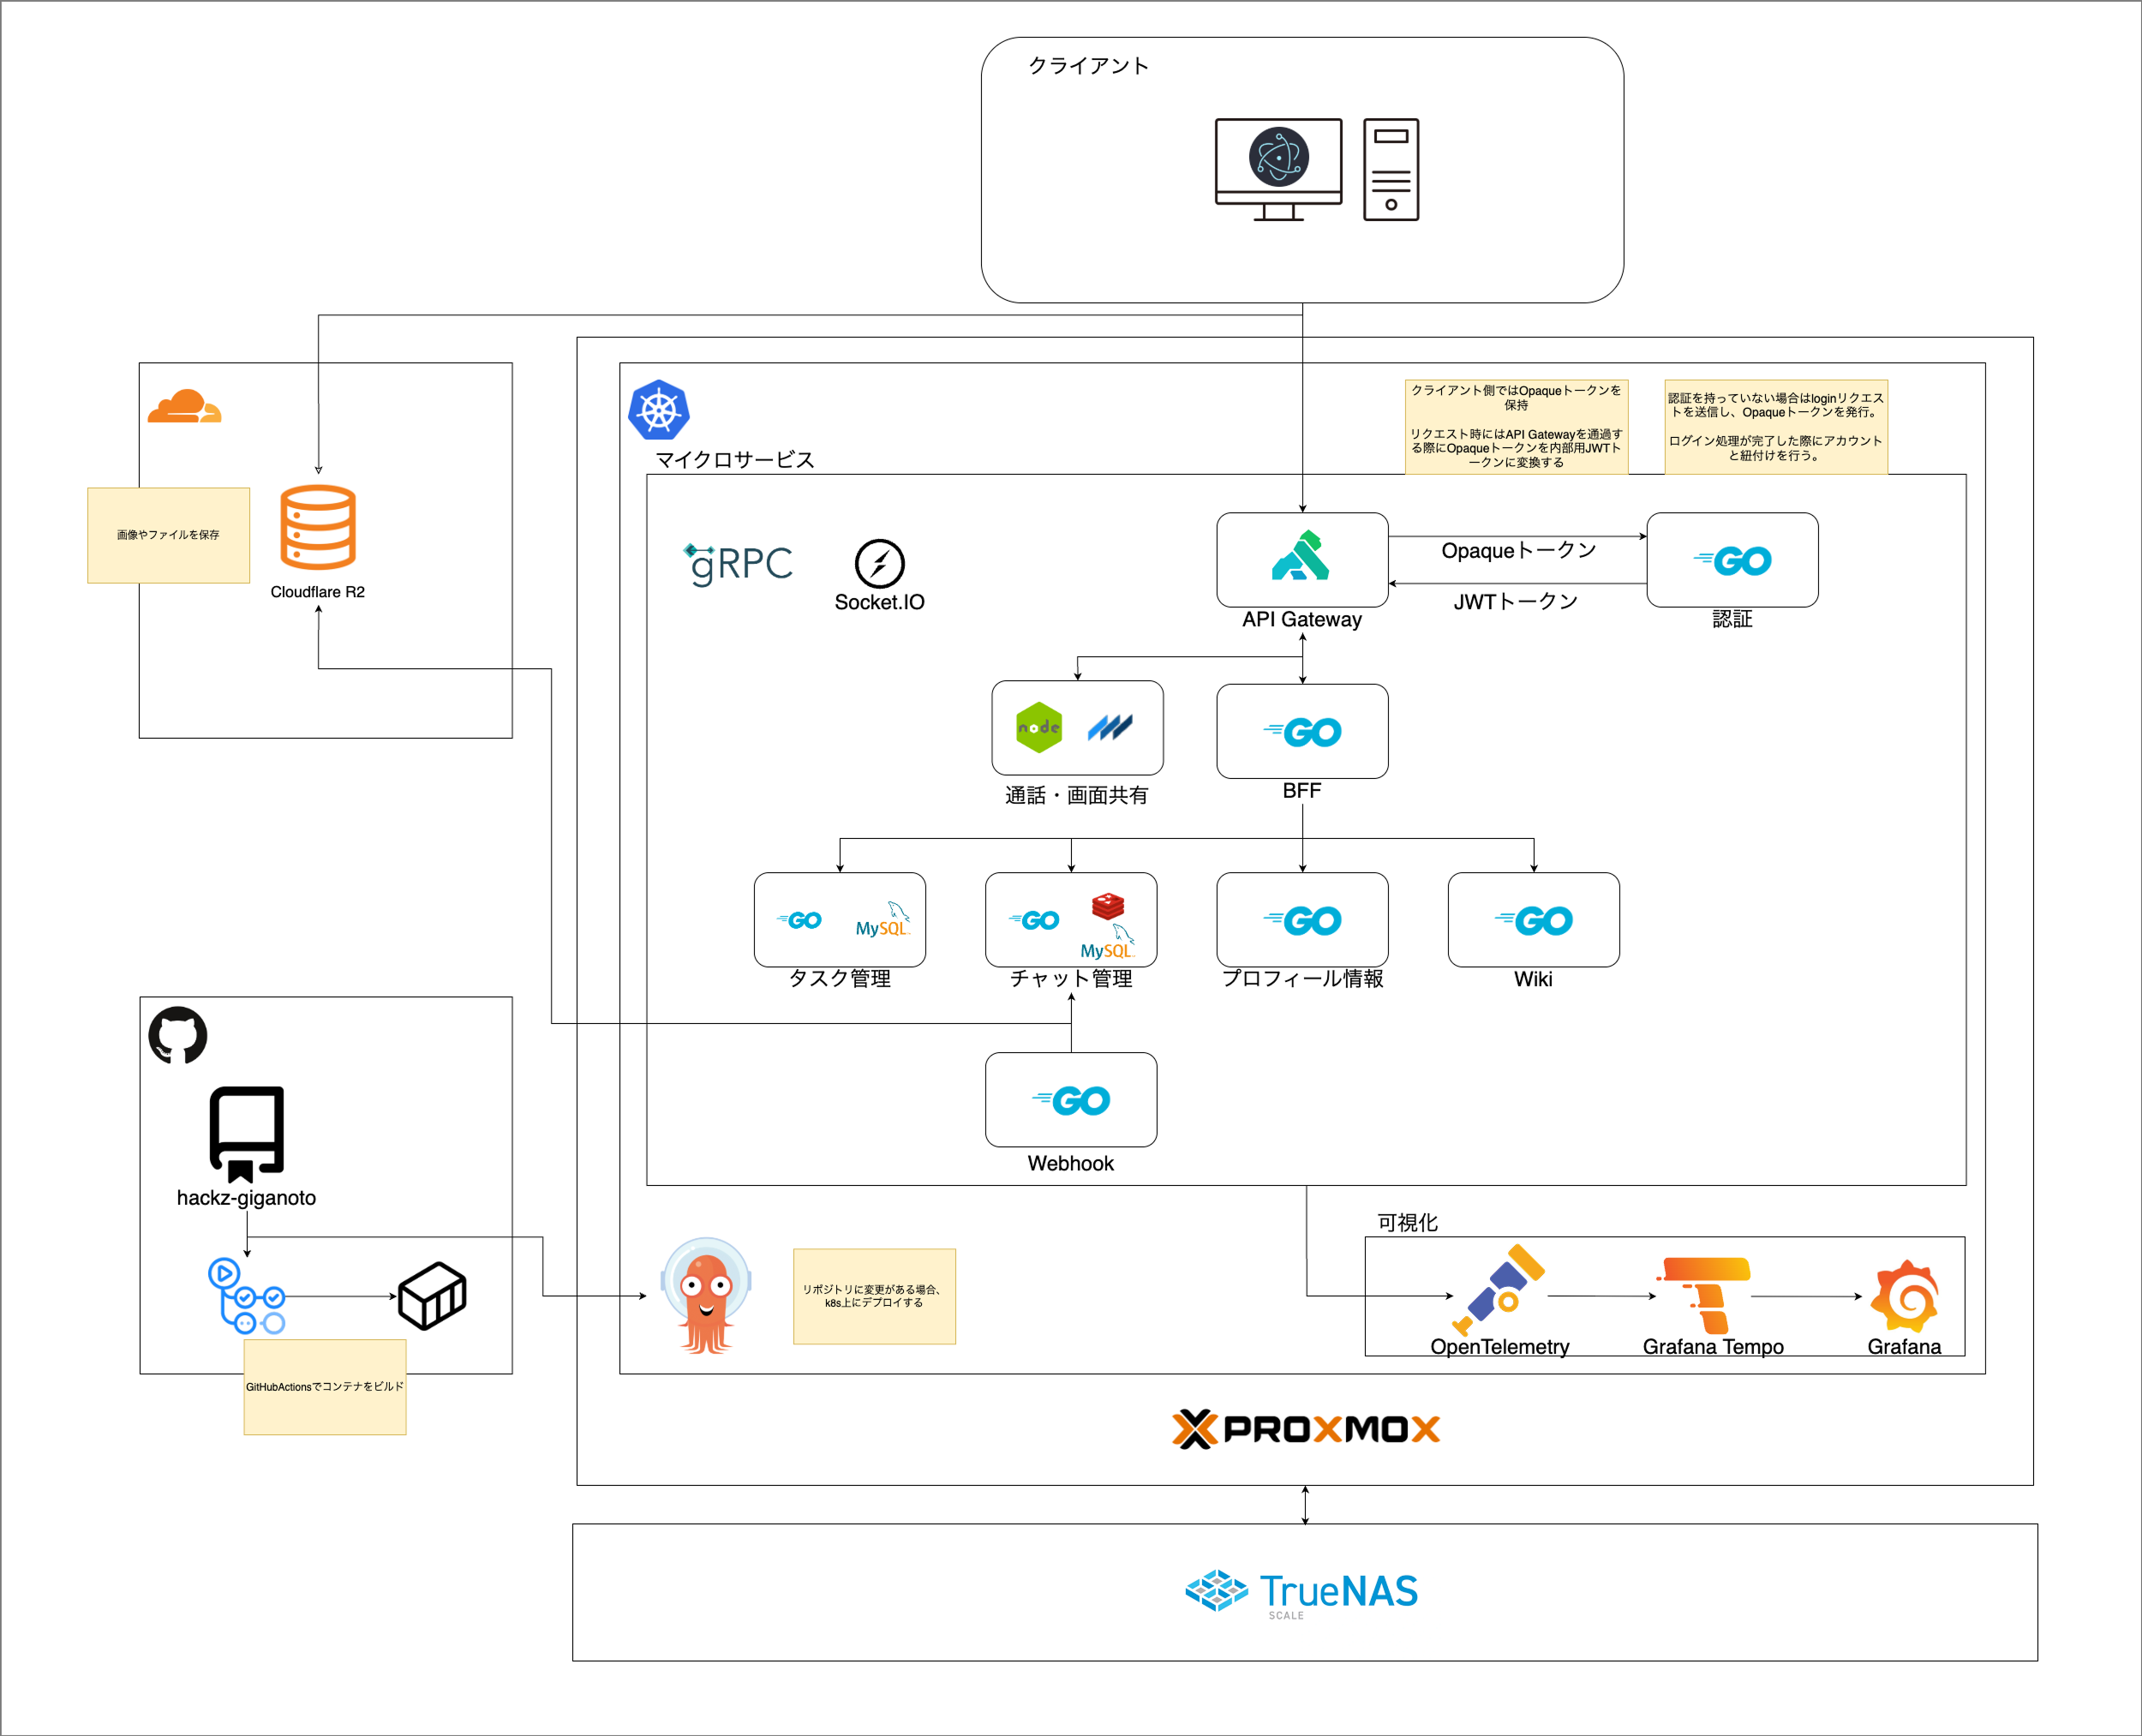 クライアント
クライアント側ではOpaqueトークンを
保持
リクエスト時にはAPI Gatewayを通過す
る際にOpaqueトークンを内部用JWTト
ークンに変換する
認証を持っていない場合はloginリクエス
トを送信し、Opaqueトークンを発行。
ログイン処理が完了した際にアカウント
と紐付けを行う。
マイクロサービス
画像やファイルを保存
Cloudflare R2
gRPC
Socket.IO
API Gateway
Opaqueトークン
JWTトークン
GO
認証
node
通話・画面共有
GO
BFF
GO
MySQL
タスク管理
GO
MySQL
チャット管理
GO
プロフィール情報
GO
Wiki
GO
Webhook
hackz-giganoto
GitHubActionsでコンテナをビルド
リポジトリに変更がある場合、
k8s上にデプロイする
可視化
OpenTelemetry
Grafana Tempo
Grafana
PROXMOX
TrueNAS
SCALE